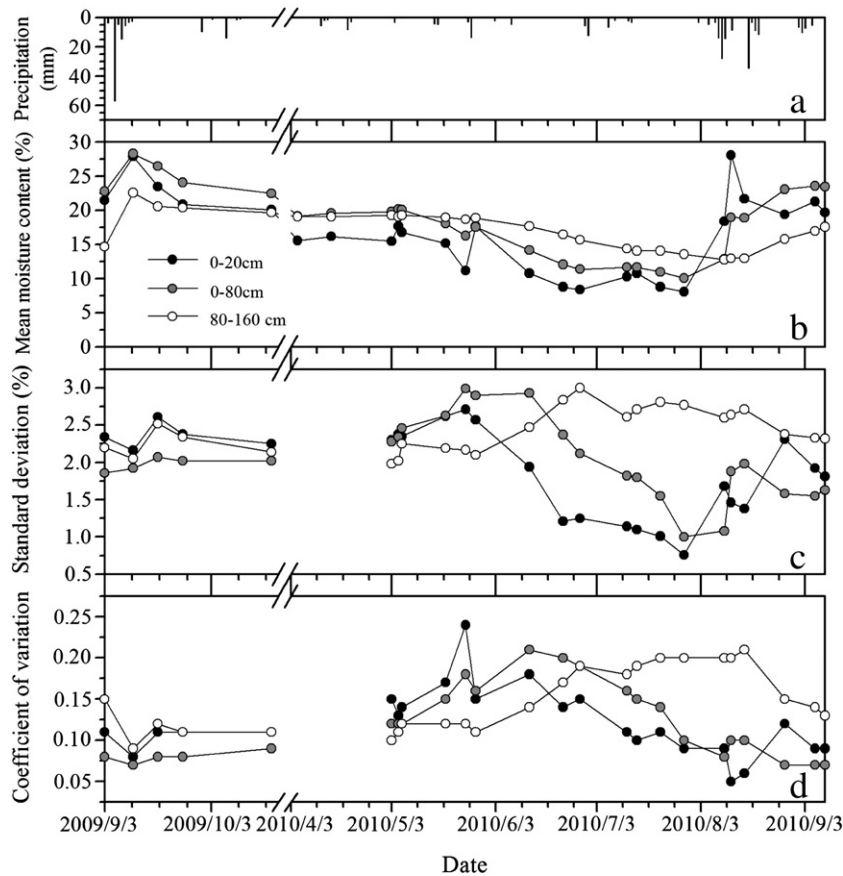 Precipitation
(mm)
0
20
40
60
a
Mean moisture content (%)
30
25
20
15
10
5
0
0-20cm
0-80cm
80-160 cm
b
Standard deviation (%)
3.0
2.5
2.0
1.5
1.0
0.5
c
Coefficient of variation
0.25
0.20
0.15
0.10
0.05
d
2009/9/3 2009/10/3 2010/4/3 2010/5/3 2010/6/3 2010/7/3 2010/8/3 2010/9/3
Date